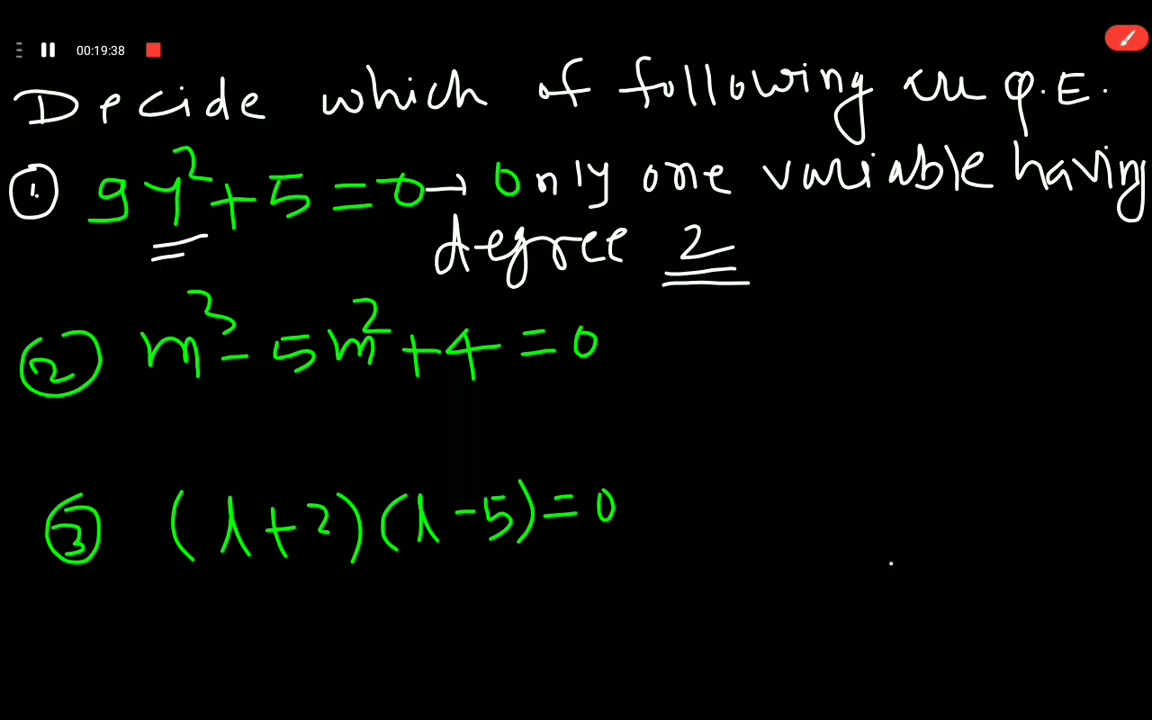 00:19:38
Decide which of following are Q.E.
1. 9y²+5=0→ only one variable having
degree 2
2 m³-5m²+4=0
3 (l+2)(l-5)=0